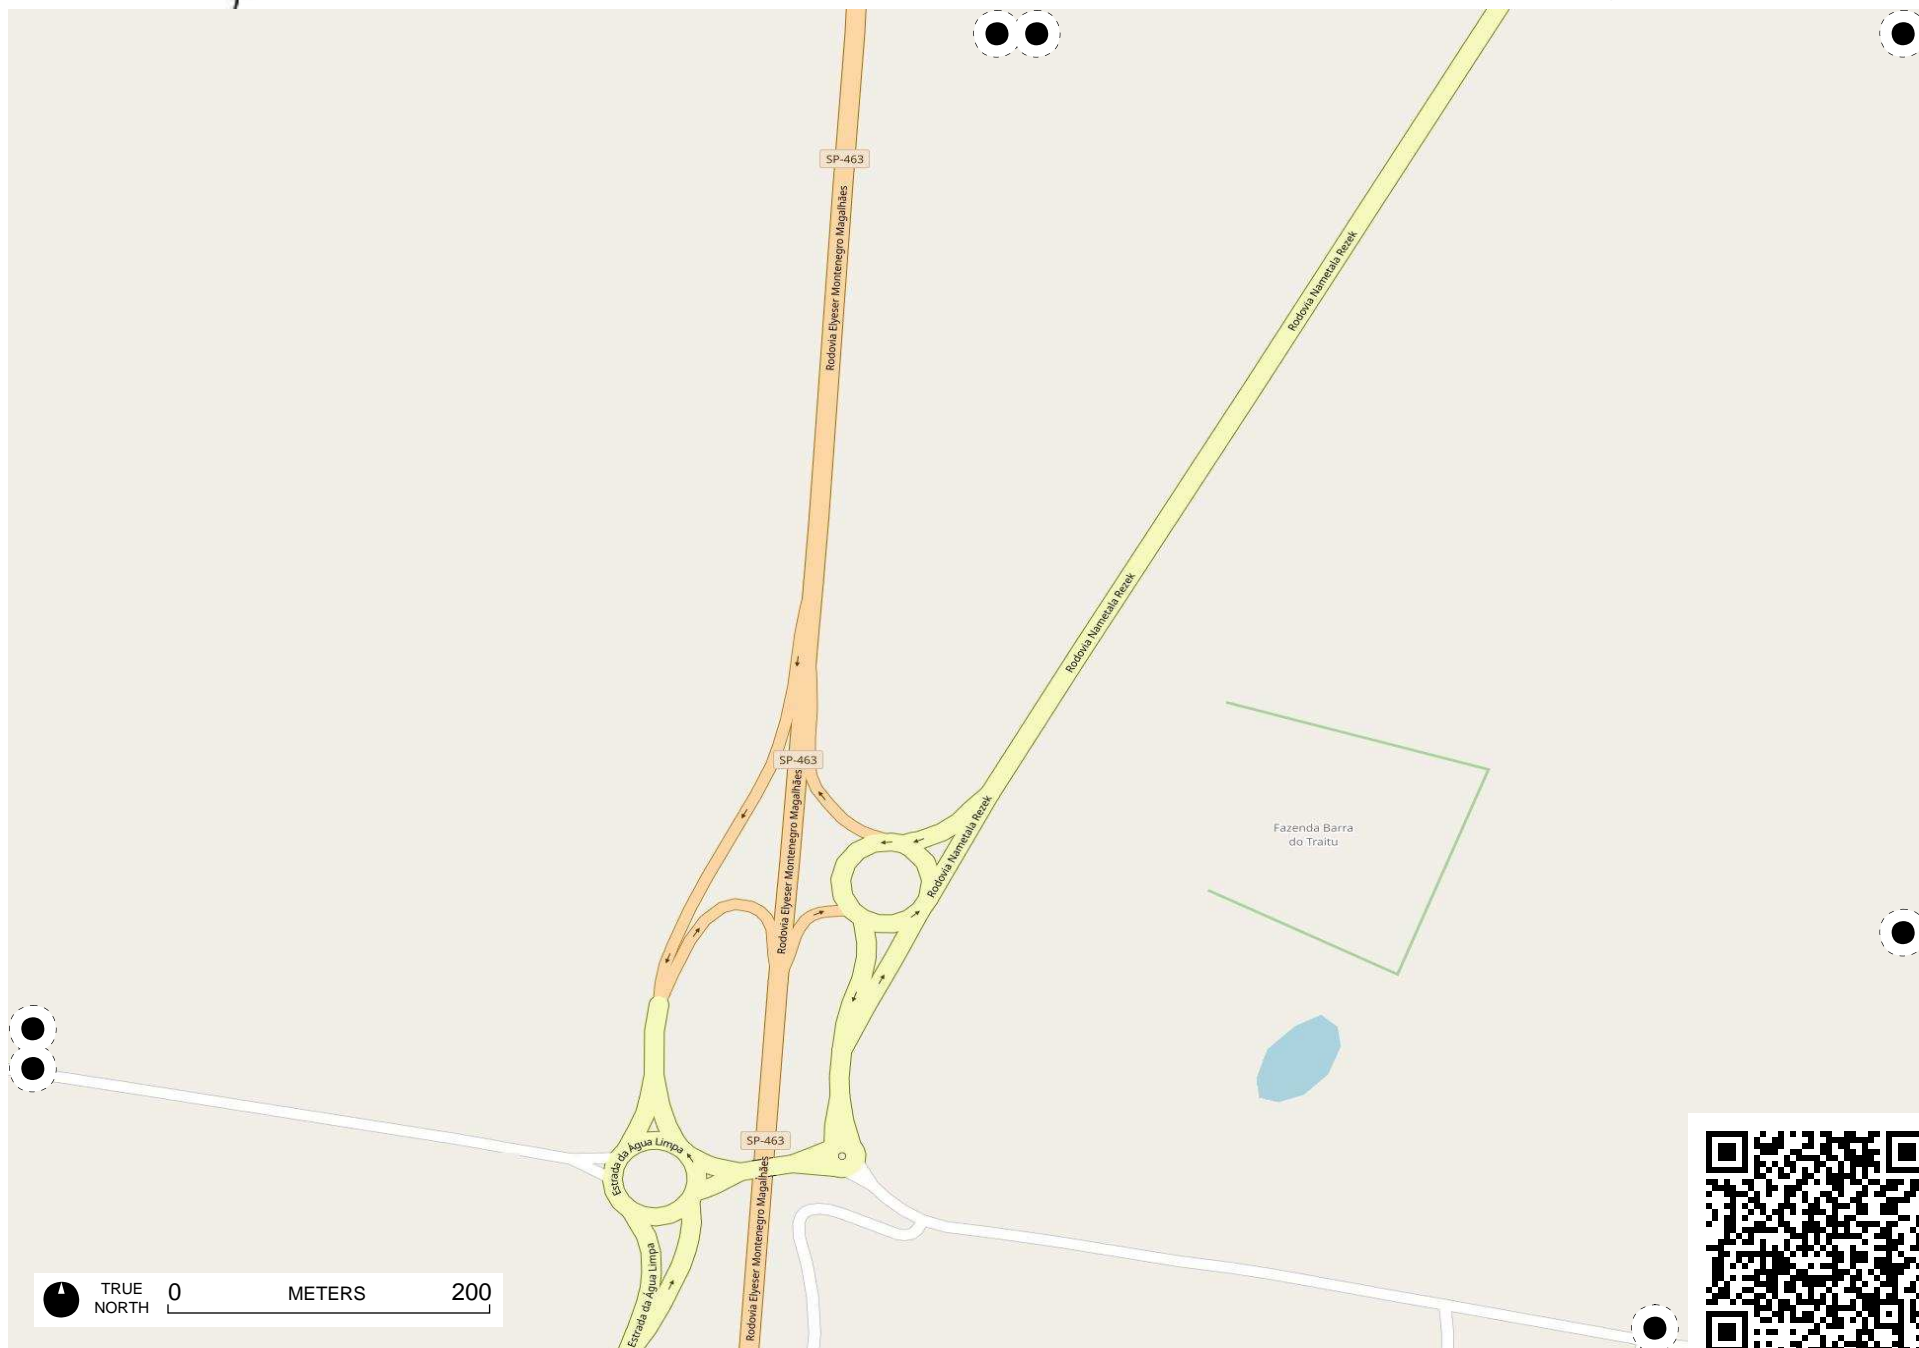 SP-463
Rodovia Elyeser Montenegro Magalhães
Rodovia Nametala Rezek
Rodovia Nametala Rezek
SP-463
Rodovia Elyeser Montenegro Magalhães
Rodovia Nametala Rezek
Fazenda Barra
do Traitu
SP-463
Estrada da Água Limpa
Rodovia Elyeser Montenegro Magalhães
Estrada da Água Limpa
TRUE
NORTH
0 METERS 200